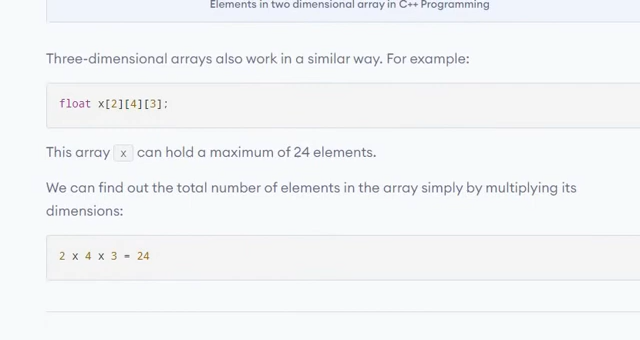 Elements in two dimensional array in C++ Programming
Three-dimensional arrays also work in a similar way. For example:
float x[2][4][3];
This array x can hold a maximum of 24 elements.
We can find out the total number of elements in the array simply by multiplying its
dimensions:
2 x 4 x 3 = 24